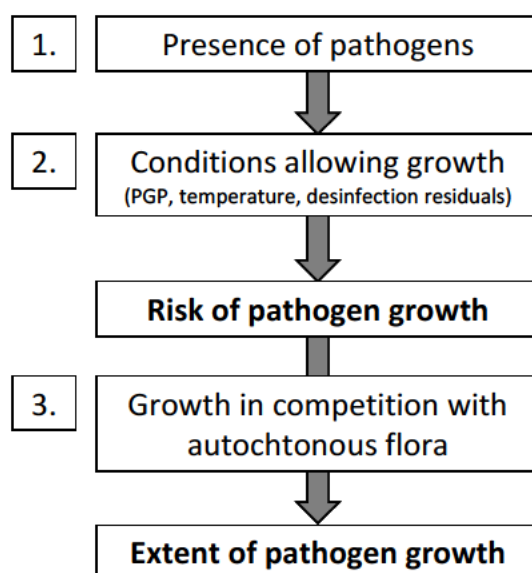 1.
Presence of pathogens
2.
Conditions allowing growth
(PGP, temperature, desinfection residuals)
Risk of pathogen growth
3.
Growth in competition with
autochtonous flora
Extent of pathogen growth